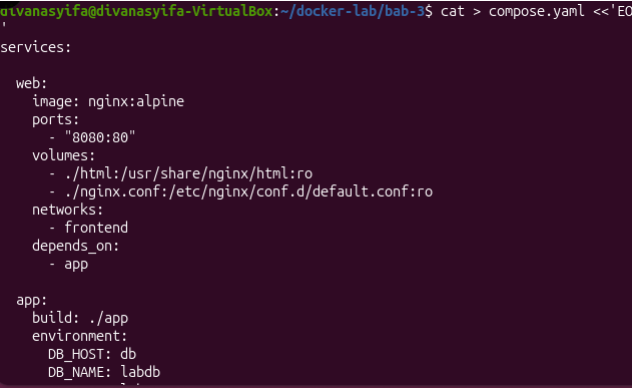 divanasyifa@divanasyifa-VirtualBox:~/docker-lab/bab-3$ cat > compose.yaml <<'EO
'
services:
  web:
    image: nginx:alpine
    ports:
      - "8080:80"
    volumes:
      - ./html:/usr/share/nginx/html:ro
      - ./nginx.conf:/etc/nginx/conf.d/default.conf:ro
    networks:
      - frontend
    depends_on:
      - app
  app:
    build: ./app
    environment:
      DB_HOST: db
      DB_NAME: labdb